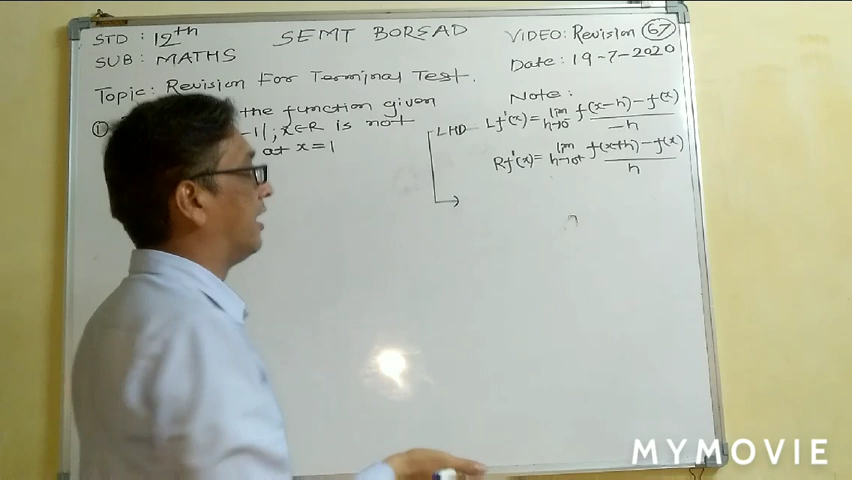 STD : 12th
SEMT BOREAD
VIDEO: Revision 67
SUB: MATHS
Date: 19-7-2020
Topic: Revision For Terminal Test.
① the function given
-1|; x∈R is not
at x=1
Note:
LHD Lf'(x)= lim h→0⁻ f(x-h)-f(x) / -h
Rf'(x)= lim h→0⁺ f(x+h)-f(x) / h
MYMOVIE